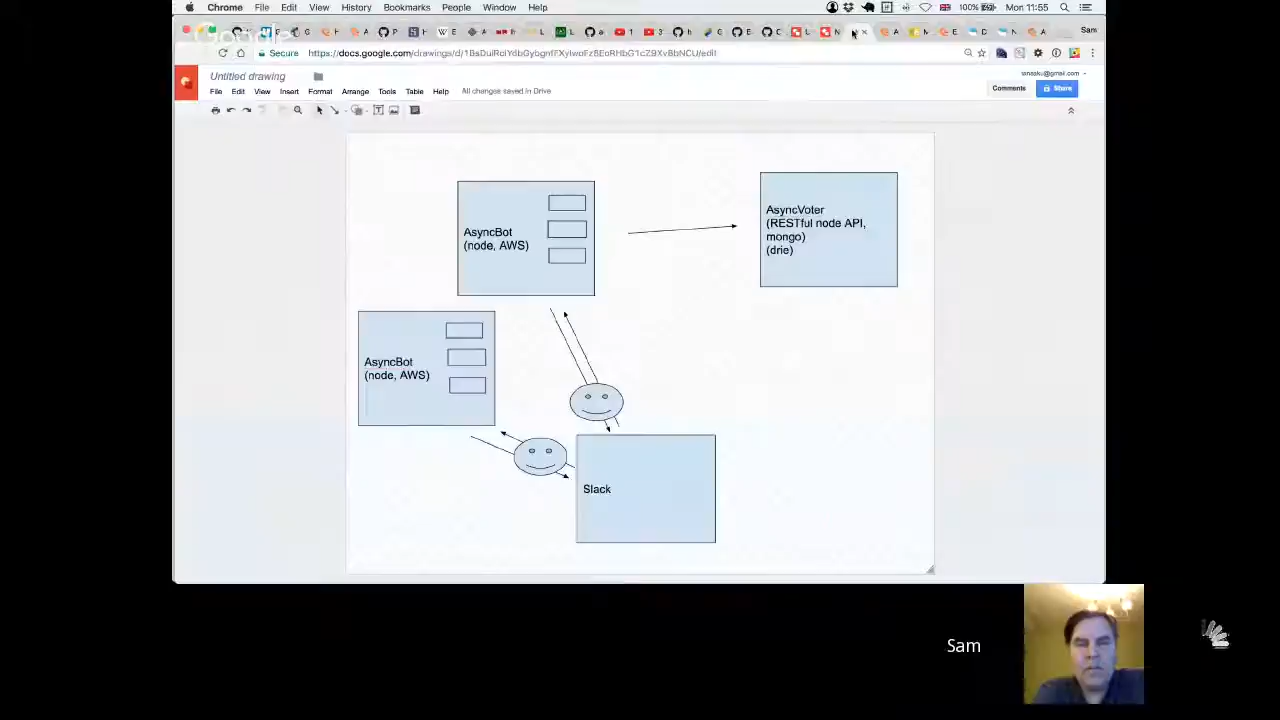 Chrome File Edit View History Bookmarks People Window Help 100% Mon 11:55
Sam
Secure
Untitled drawing
File Edit View Insert Format Arrange Tools Table Help All changes saved in Drive
Comments Share
AsyncBot
(node, AWS)
AsyncVoter
(RESTful node API,
mongo)
(drie)
AsyncBot
(node, AWS)
Slack
Sam